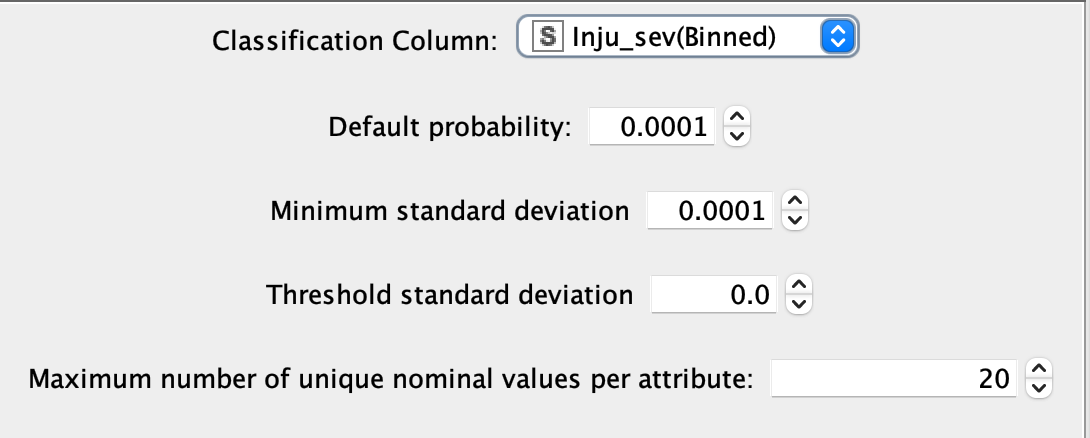 Classification Column: S Inju_sev(Binned)
Default probability: 0.0001
Minimum standard deviation 0.0001
Threshold standard deviation 0.0
Maximum number of unique nominal values per attribute: 20